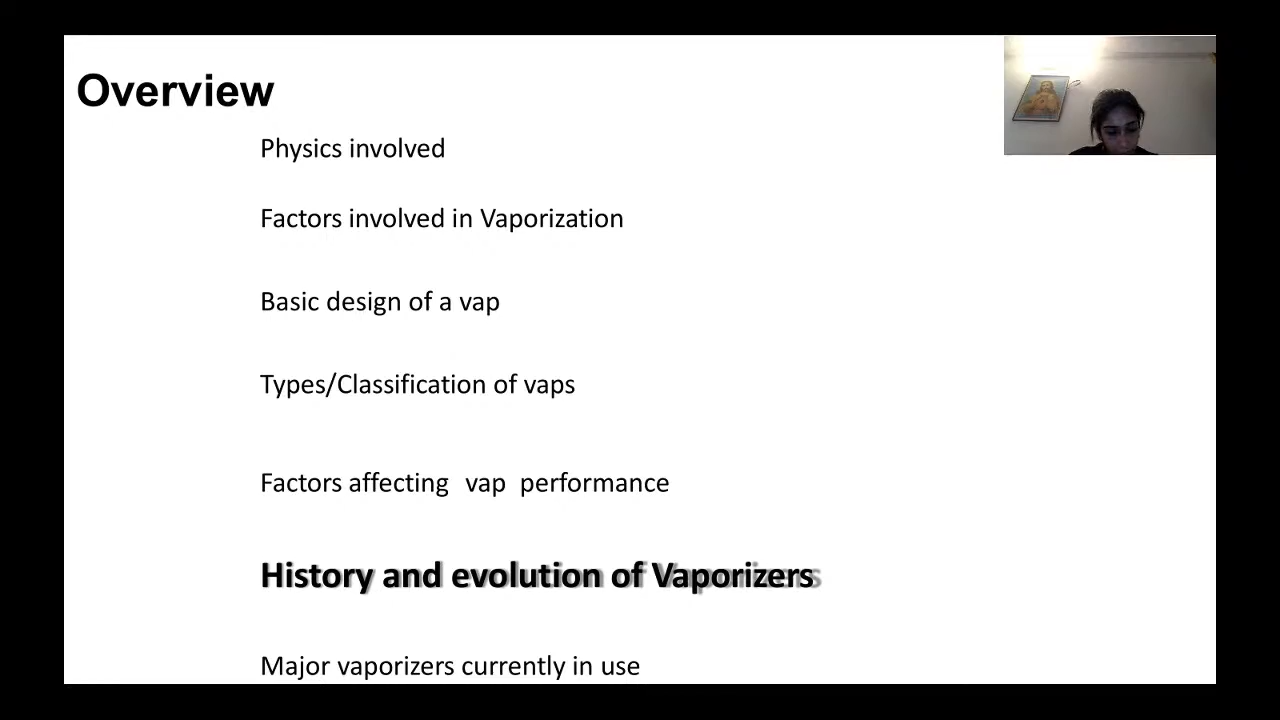 Overview
Physics involved
Factors involved in Vaporization
Basic design of a vap
Types/Classification of vaps
Factors affecting vap performance
History and evolution of Vaporizers
Major vaporizers currently in use